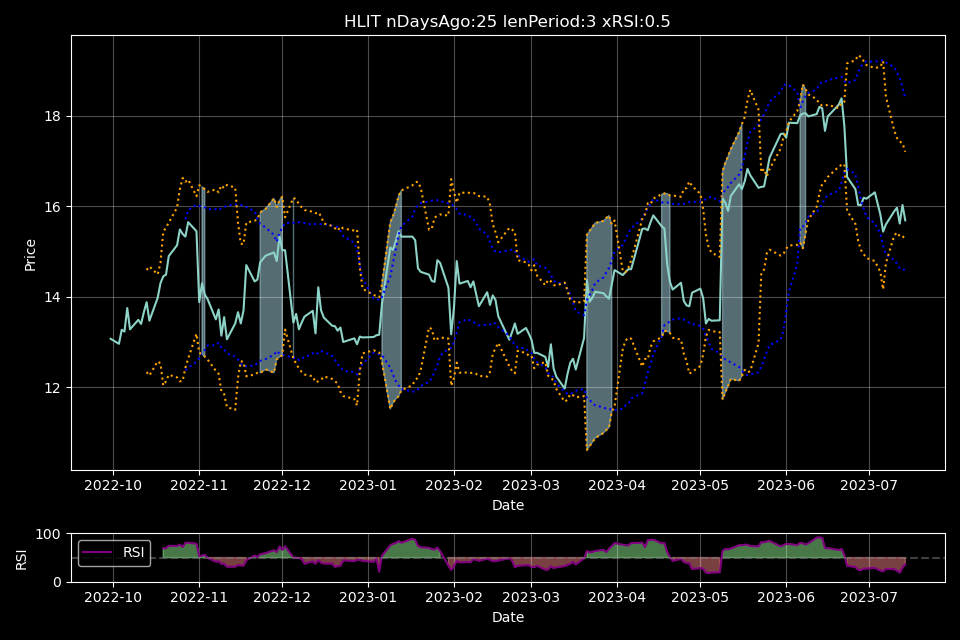 HLIT nDaysAgo:25 lenPeriod:3 xRSI:0.5
Price
18
16
14
12
2022-10 2022-11 2022-12 2023-01 2023-02 2023-03 2023-04 2023-05 2023-06 2023-07
Date
RSI
100
0
RSI
2022-10 2022-11 2022-12 2023-01 2023-02 2023-03 2023-04 2023-05 2023-06 2023-07
Date